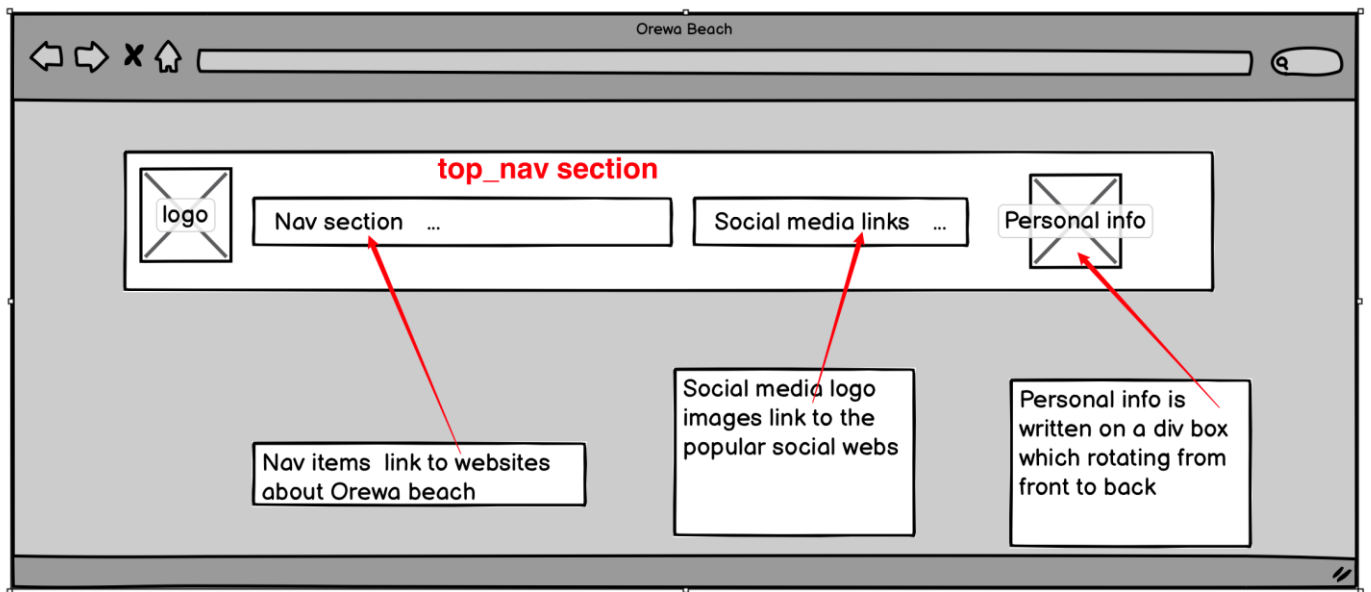 Orewa Beach
top_nav section
logo
Nav section ...
Social media links ...
Personal info
Social media logo
images link to the
popular social webs
Personal info is
written on a div box
which rotating from
front to back
Nav items link to websites
about Orewa beach